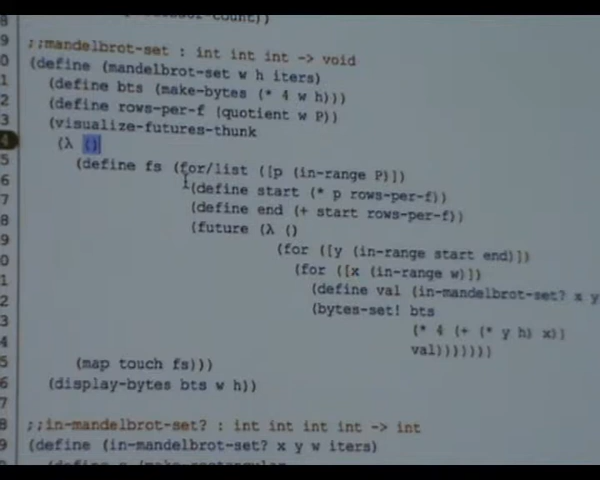 ;;mandelbrot-set : int int int -> void
(define (mandelbrot-set w h iters)
(define bts (make-bytes (* 4 w h)))
(define rows-per-f (quotient w P))
(visualize-futures-thunk
(λ ()
(define fs (for/list ([p (in-range P)])
(define start (* p rows-per-f))
(define end (+ start rows-per-f))
(future (λ ()
(for ([y (in-range start end)])
(for ([x (in-range w)])
(define val (in-mandelbrot-set? x y
(bytes-set! bts
(* 4 (+ (* y h) x))
val)))))))
(map touch fs)))
(display-bytes bts w h))
;;in-mandelbrot-set? : int int int int -> int
(define (in-mandelbrot-set? x y w iters)